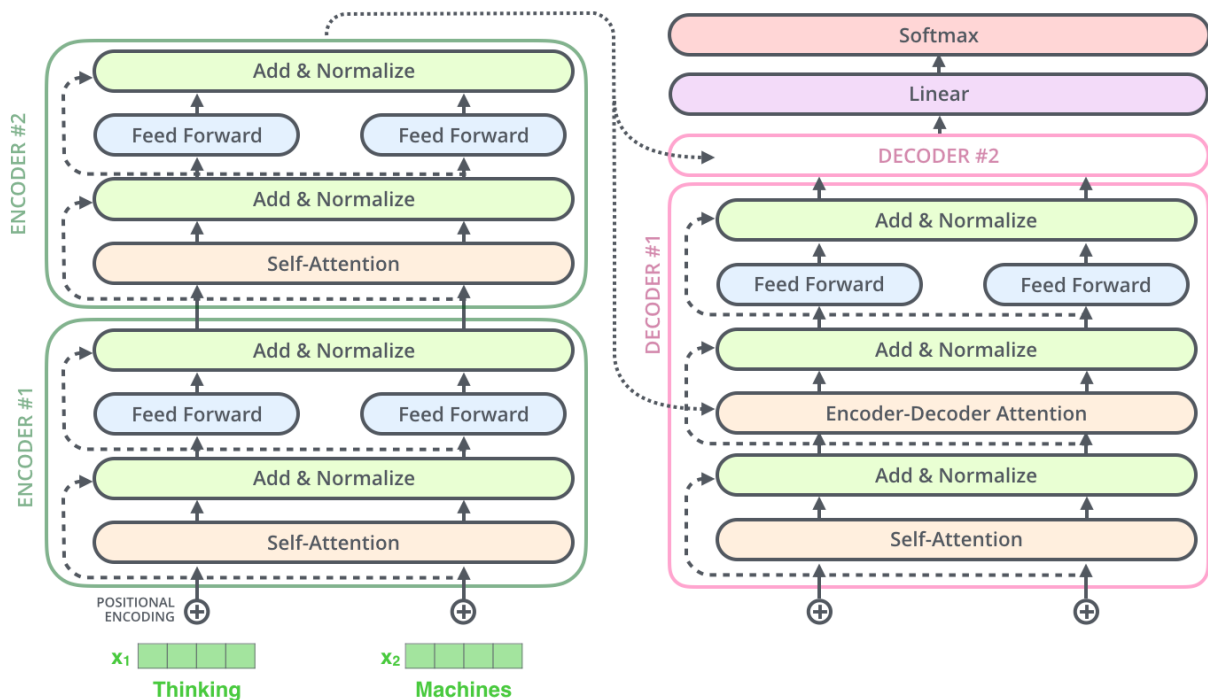 ENCODER #2
Add & Normalize
Feed Forward
Feed Forward
Add & Normalize
Self-Attention
ENCODER #1
Add & Normalize
Feed Forward
Feed Forward
Add & Normalize
Self-Attention
POSITIONAL
ENCODING
x₁
x₂
Thinking
Machines
Softmax
Linear
DECODER #2
DECODER #1
Add & Normalize
Feed Forward
Feed Forward
Add & Normalize
Encoder-Decoder Attention
Add & Normalize
Self-Attention